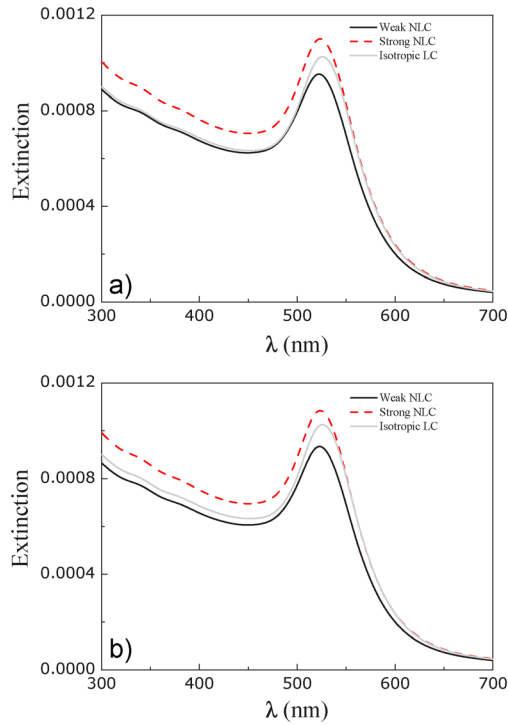 0.0012
0.0008
0.0004
0.0000
Extinction
Weak NLC
Strong NLC
Isotropic LC
a)
300 400 500 600 700
λ (nm)
0.0012
0.0008
0.0004
0.0000
Extinction
Weak NLC
Strong NLC
Isotropic LC
b)
300 400 500 600 700
λ (nm)